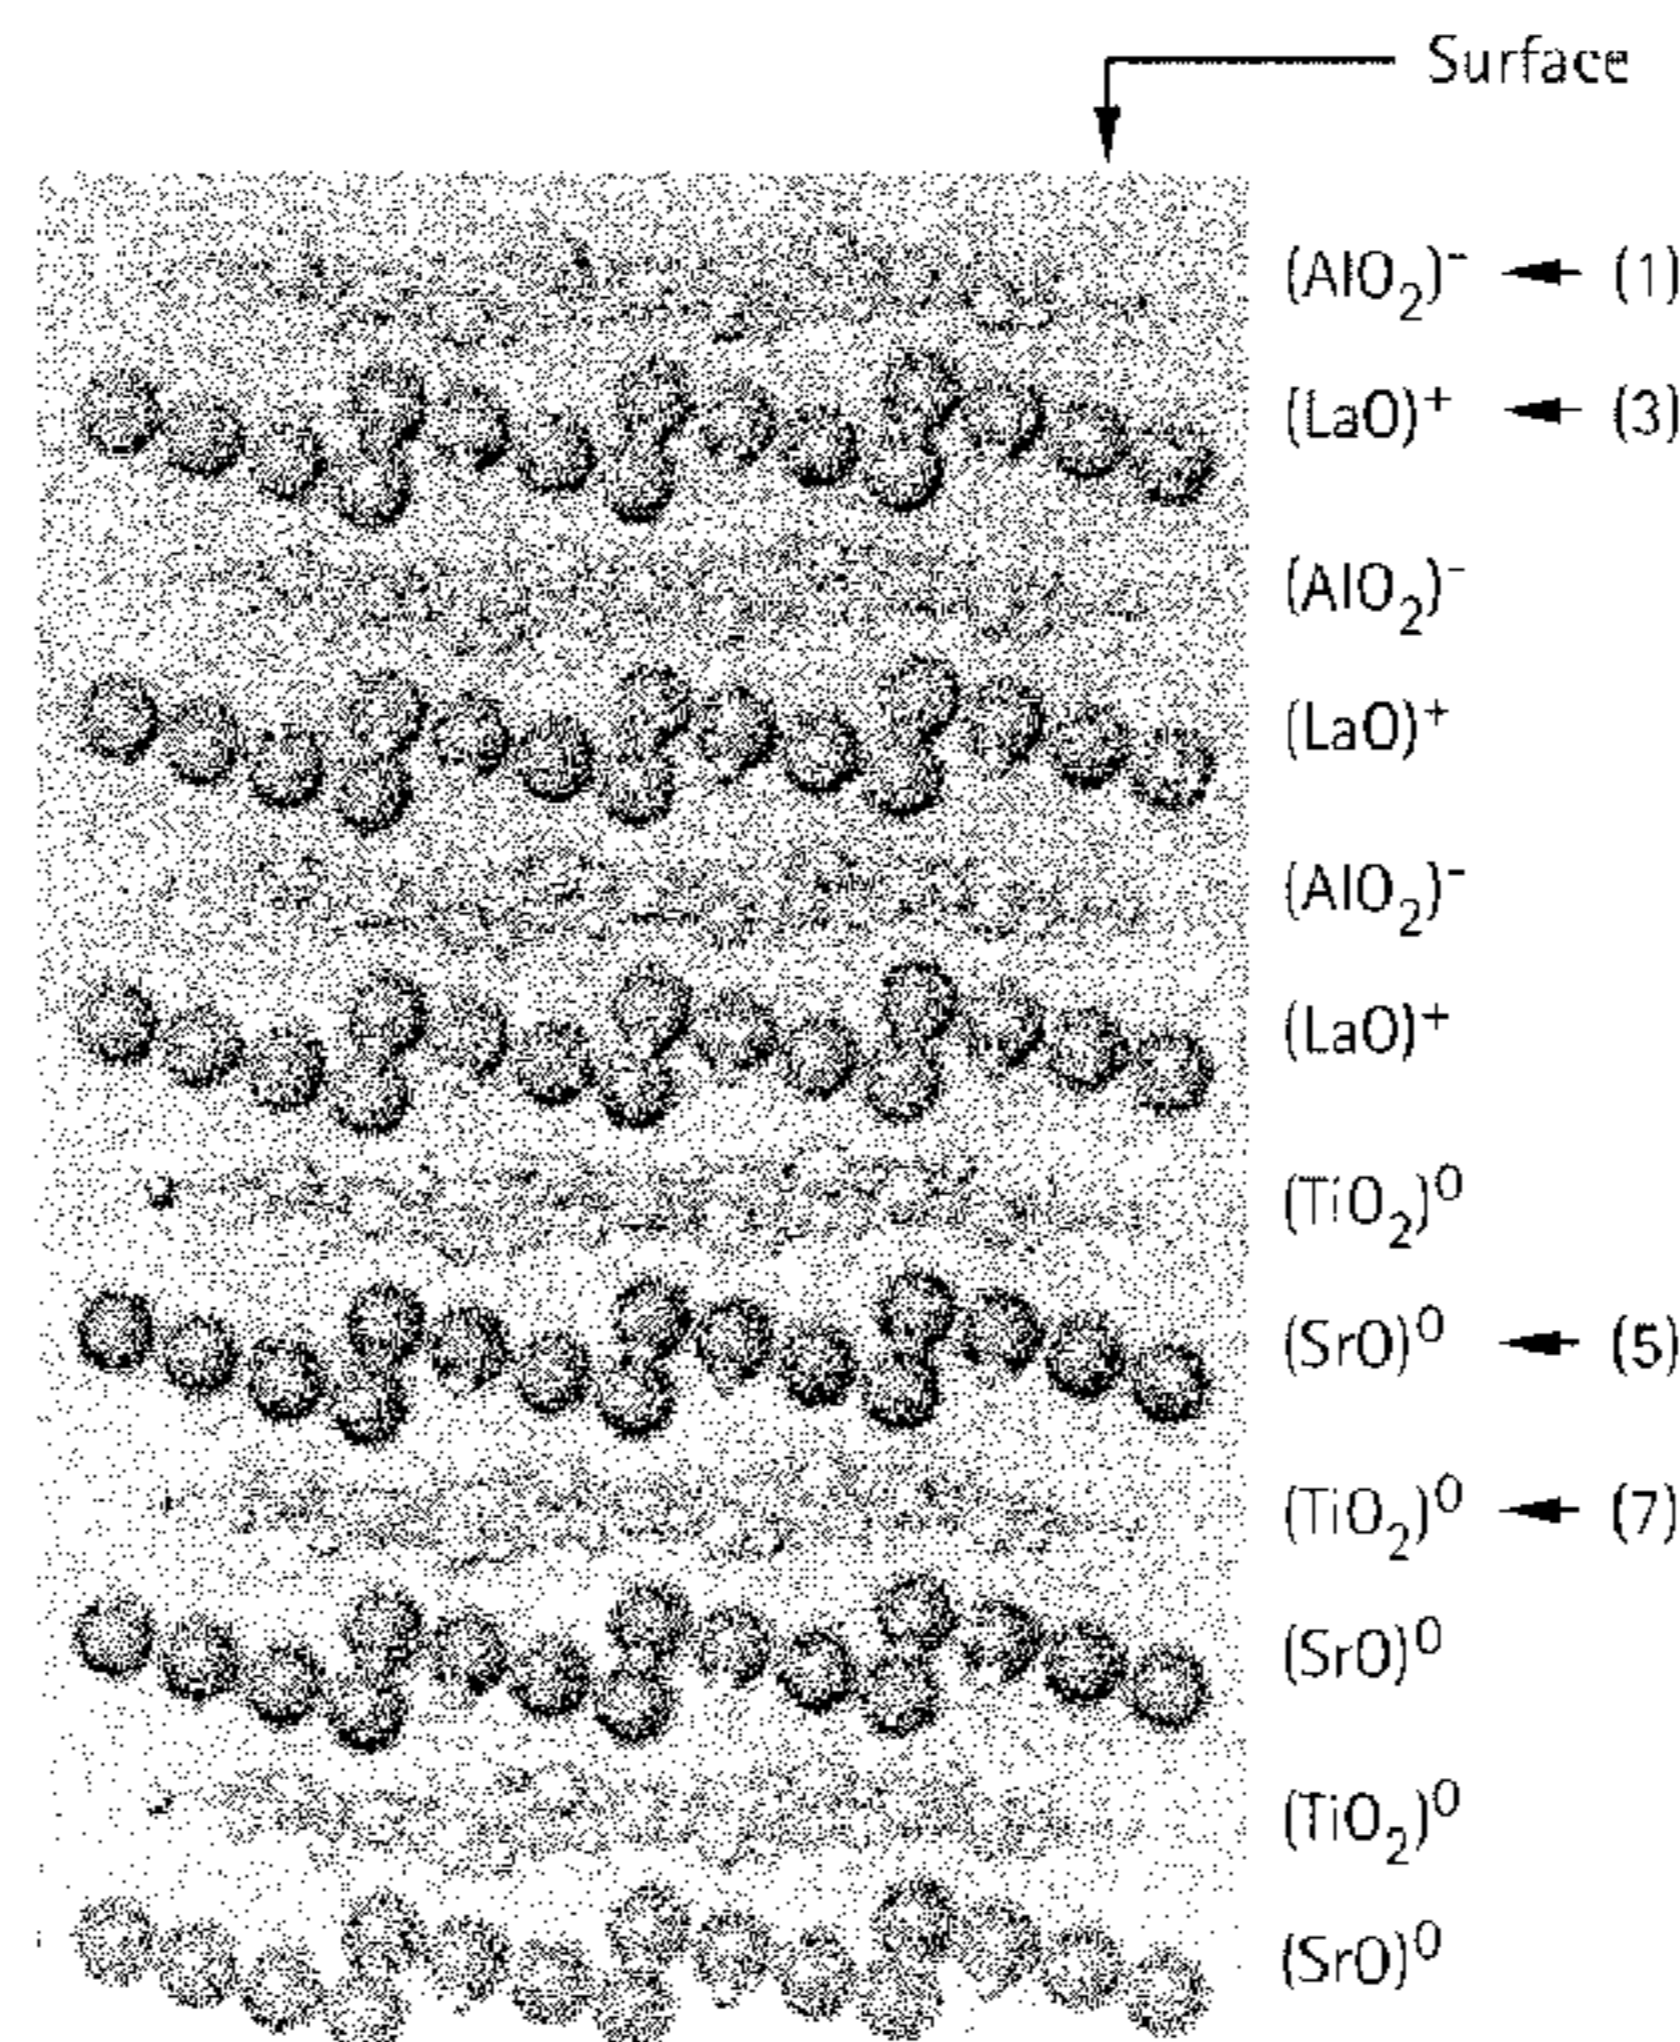 Surface
(AlO₂)⁻ (1)
(LaO)⁺ (3)
(AlO₂)⁻
(LaO)⁺
(AlO₂)⁻
(LaO)⁺
(TiO₂)⁰
(SrO)⁰ (5)
(TiO₂)⁰ (7)
(SrO)⁰
(TiO₂)⁰
(SrO)⁰